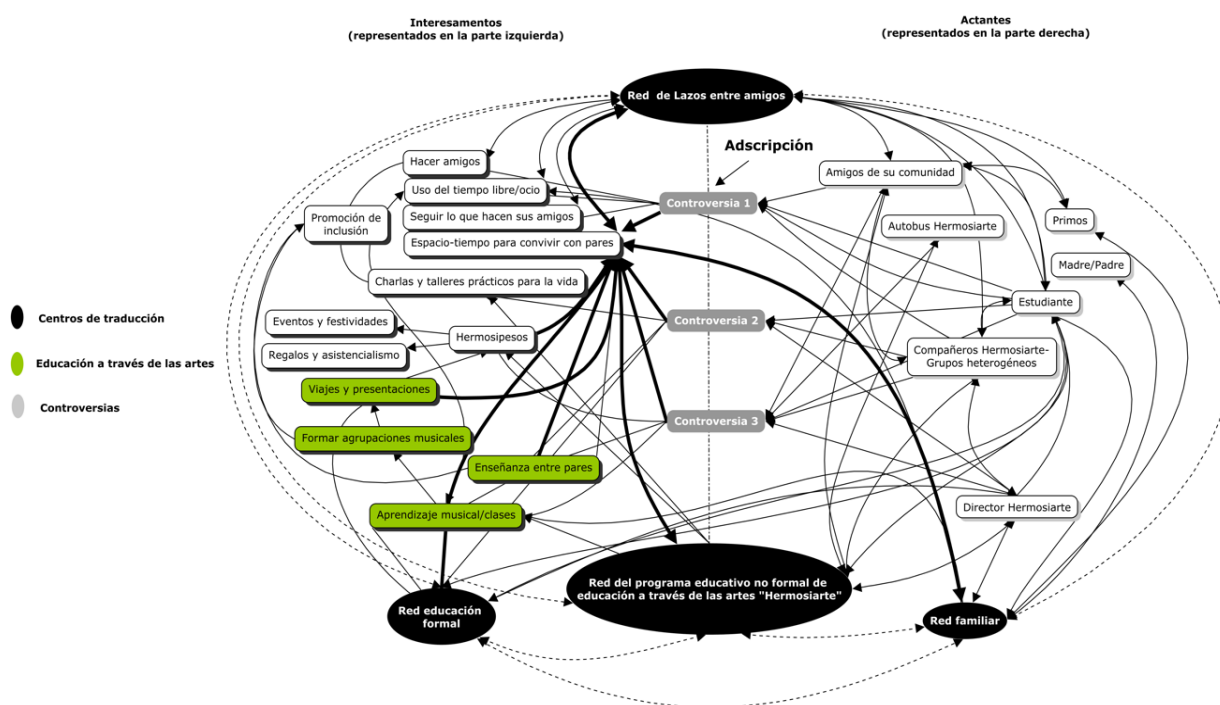 Interesamentos
(representados en la parte izquierda)
Actantes
(representados en la parte derecha)
Red de Lazos entre amigos
Adscripción
Hacer amigos
Amigos de su comunidad
Uso del tiempo libre/ocio
Controversia 1
Promoción de
inclusión
Seguir lo que hacen sus amigos
Autobus Hermosiarte
Primos
Espacio-tiempo para convivir con pares
Madre/Padre
Charlas y talleres prácticos para la vida
Estudiante
Centros de traducción
Eventos y festividades
Controversia 2
Hermosipesos
Regalos y asistencialismo
Compañeros Hermosiarte-
Grupos heterogéneos
Educación a través de las artes
Viajes y presentaciones
Controversias
Controversia 3
Formar agrupaciones musicales
Enseñanza entre pares
Aprendizaje musical/clases
Director Hermosiarte
Red educación
formal
Red del programa educativo no formal de
educación a través de las artes "Hermosiarte"
Red familiar